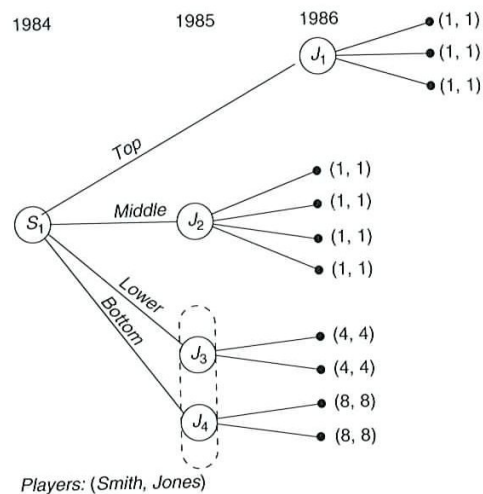 1984 1985 1986
(1, 1)
J1
(1, 1)
(1, 1)
Top
(1, 1)
(1, 1)
Middle
S1
J2
(1, 1)
(1, 1)
Lower
Bottom
(4, 4)
J3
(4, 4)
(8, 8)
J4
(8, 8)
Players: (Smith, Jones)